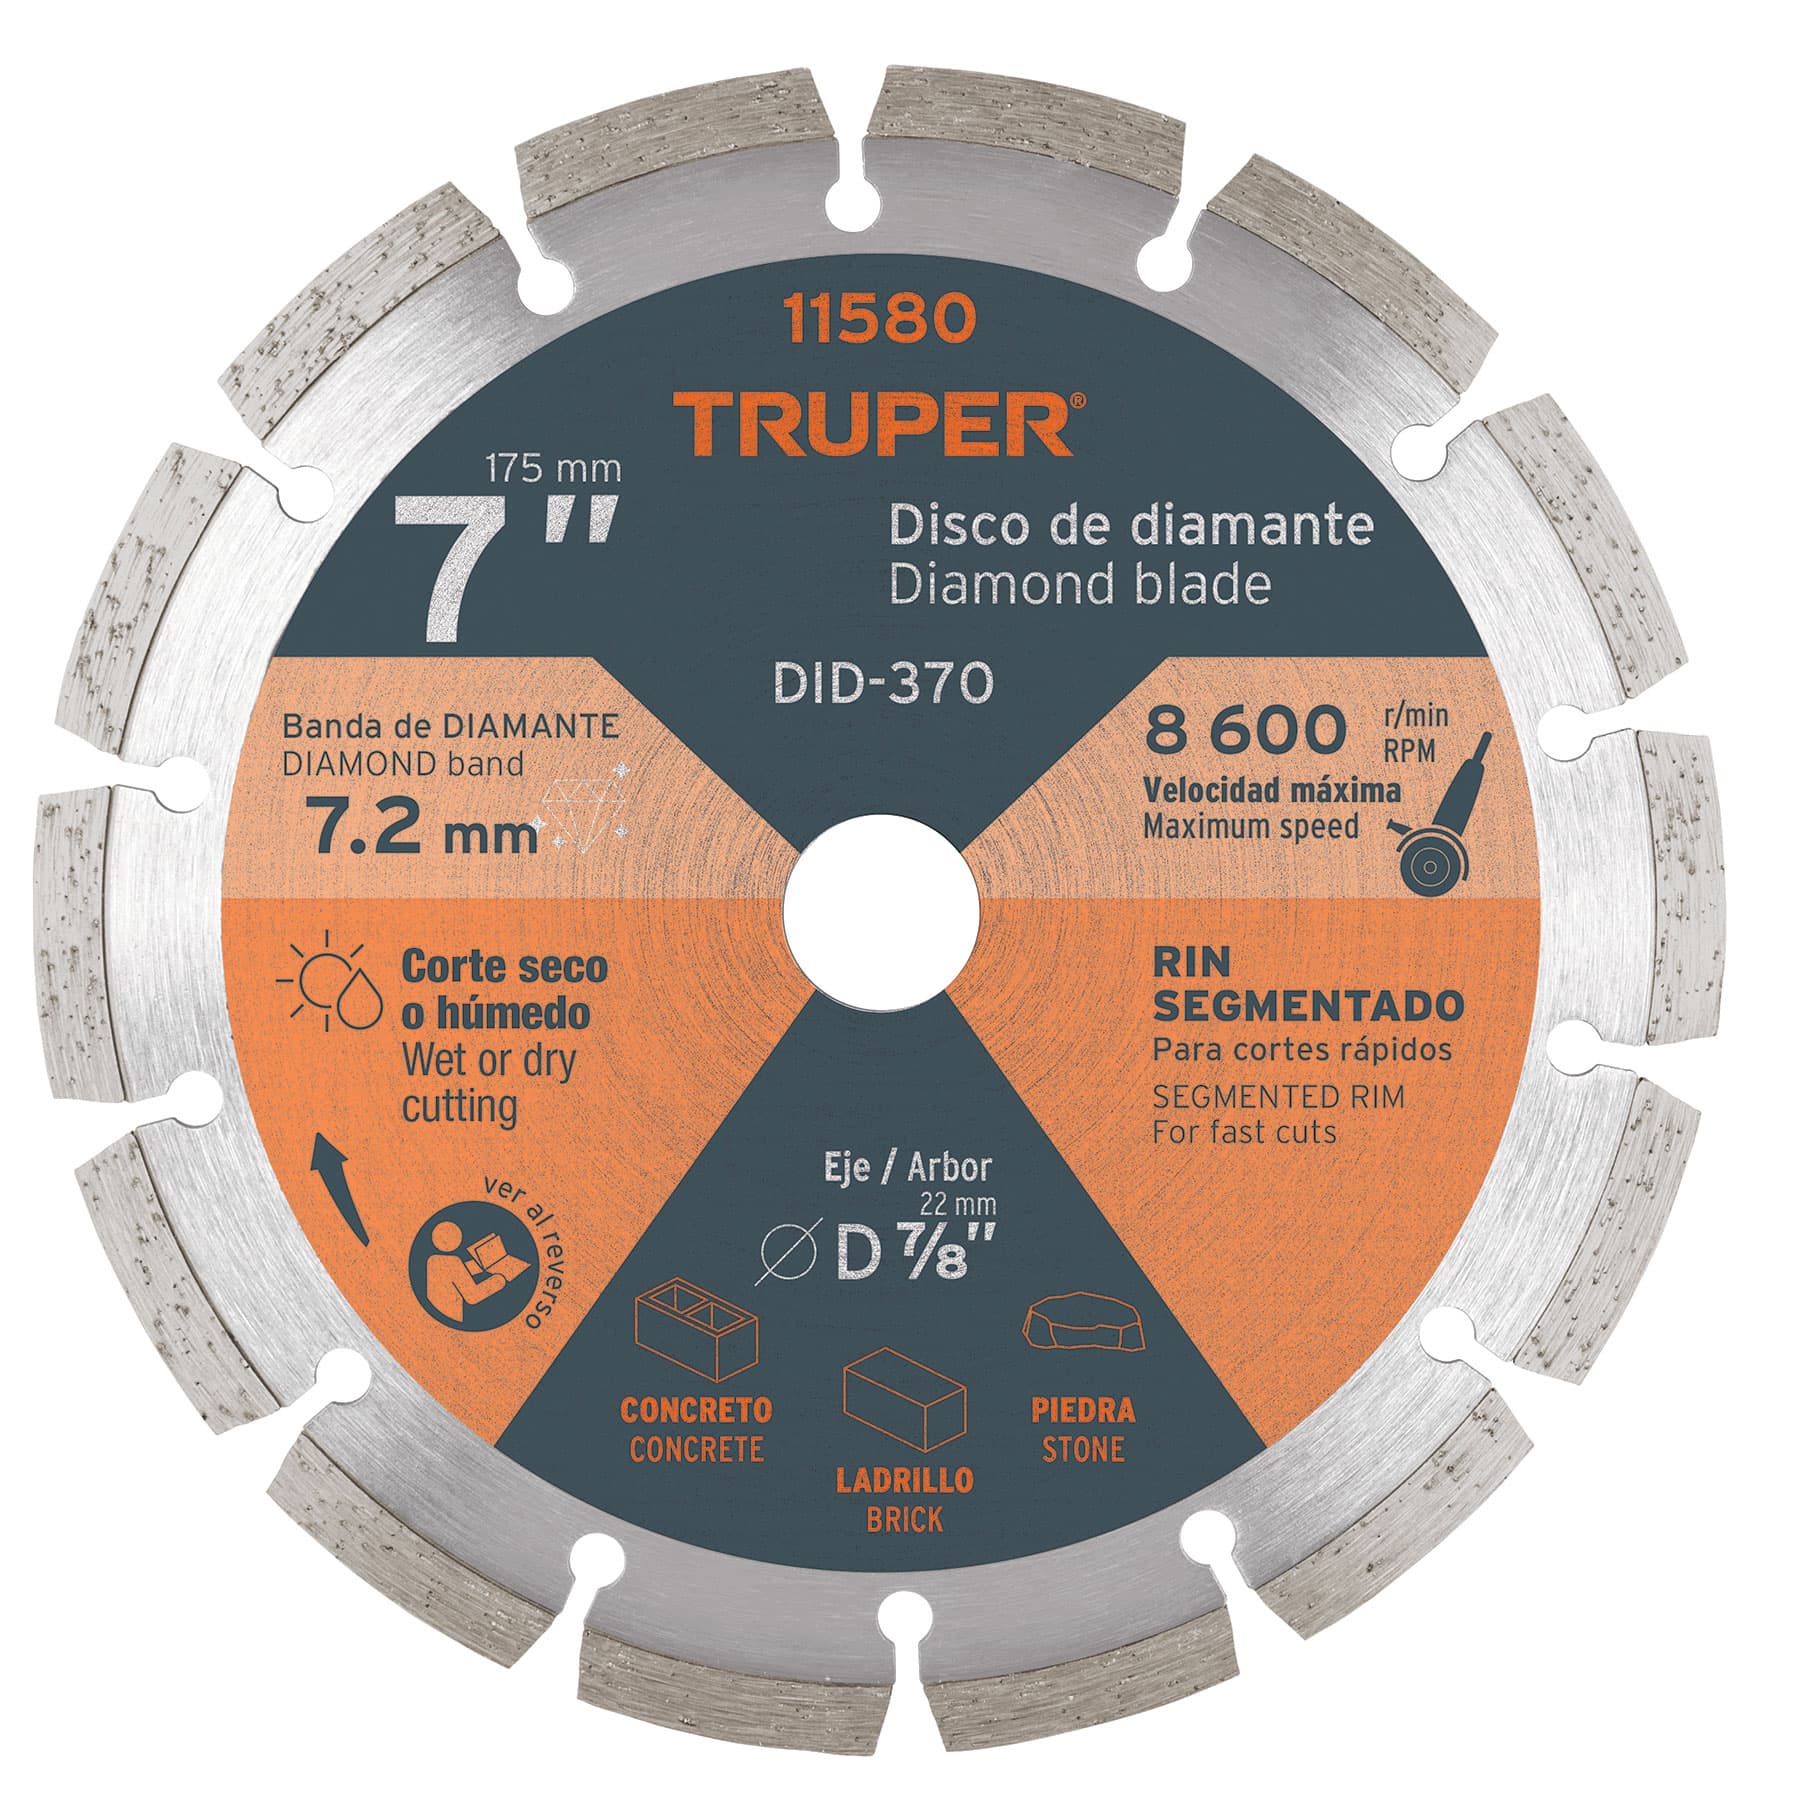 11580
TRUPER®
175 mm
7"
Disco de diamante
Diamond blade
DID-370
Banda de DIAMANTE
DIAMOND band
7.2 mm
8 600 r/min
RPM
Velocidad máxima
Maximum speed
Corte seco
o húmedo
Wet or dry
cutting
ver al reverso
RIN
SEGMENTADO
Para cortes rápidos
SEGMENTED RIM
For fast cuts
Eje / Arbor
22 mm
Ø D 7/8"
CONCRETO
CONCRETE
LADRILLO
BRICK
PIEDRA
STONE